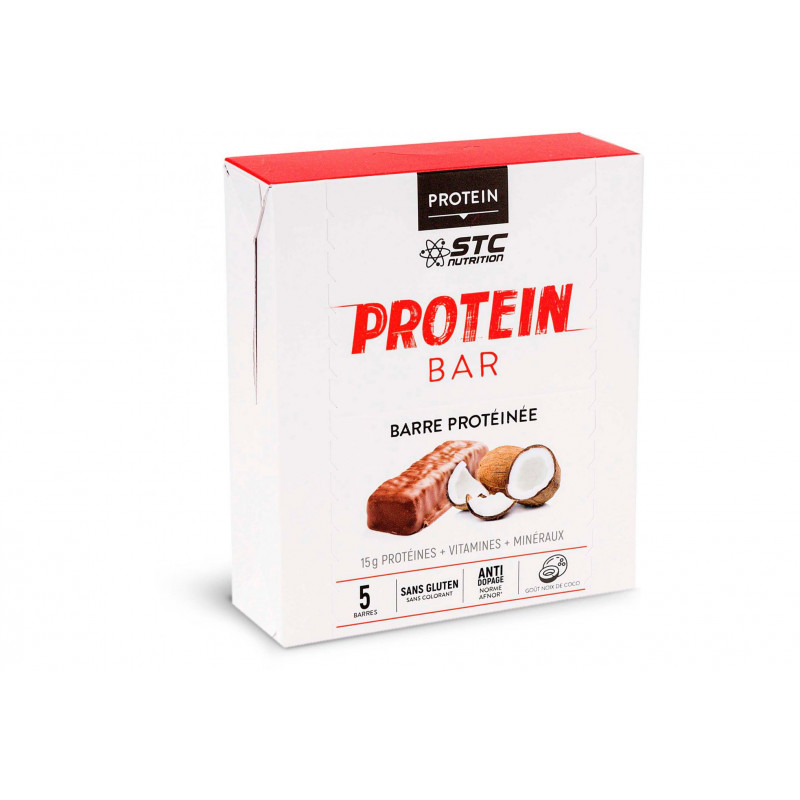 PROTEIN
STC
NUTRITION
PROTEIN
BAR
BARRE PROTÉINÉE
15g PROTÉINES + VITAMINES + MINÉRAUX
5
BARRES
SANS GLUTEN
SANS COLORANT
ANTI
DOPAGE
NORME
AFNOR*
GOÛT NOIX DE COCO